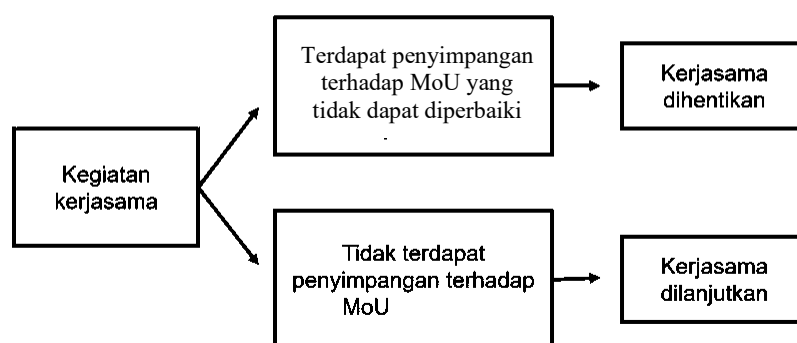 Kegiatan
kerjasama
Terdapat penyimpangan
terhadap MoU yang
tidak dapat diperbaiki
.
Kerjasama
dihentikan
Tidak terdapat
penyimpangan terhadap
MoU
Kerjasama
dilanjutkan